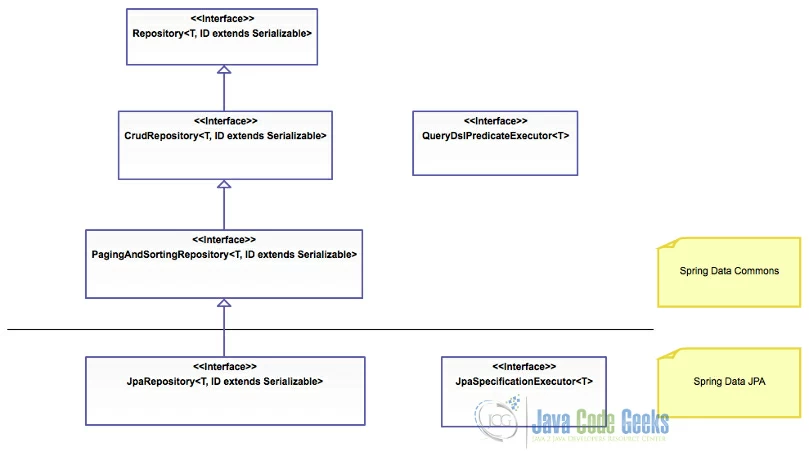 <<Interface>>
Repository<T, ID extends Serializable>
<<Interface>>
CrudRepository<T, ID extends Serializable>
<<Interface>>
QueryDslPredicateExecutor<T>
<<Interface>>
PagingAndSortingRepository<T, ID extends Serializable>
Spring Data Commons
<<Interface>>
JpaRepository<T, ID extends Serializable>
<<Interface>>
JpaSpecificationExecutor<T>
Spring Data JPA
JCG
Java Code Geeks
JAVA 2 JAVA DEVELOPERS RESOURCE CENTER